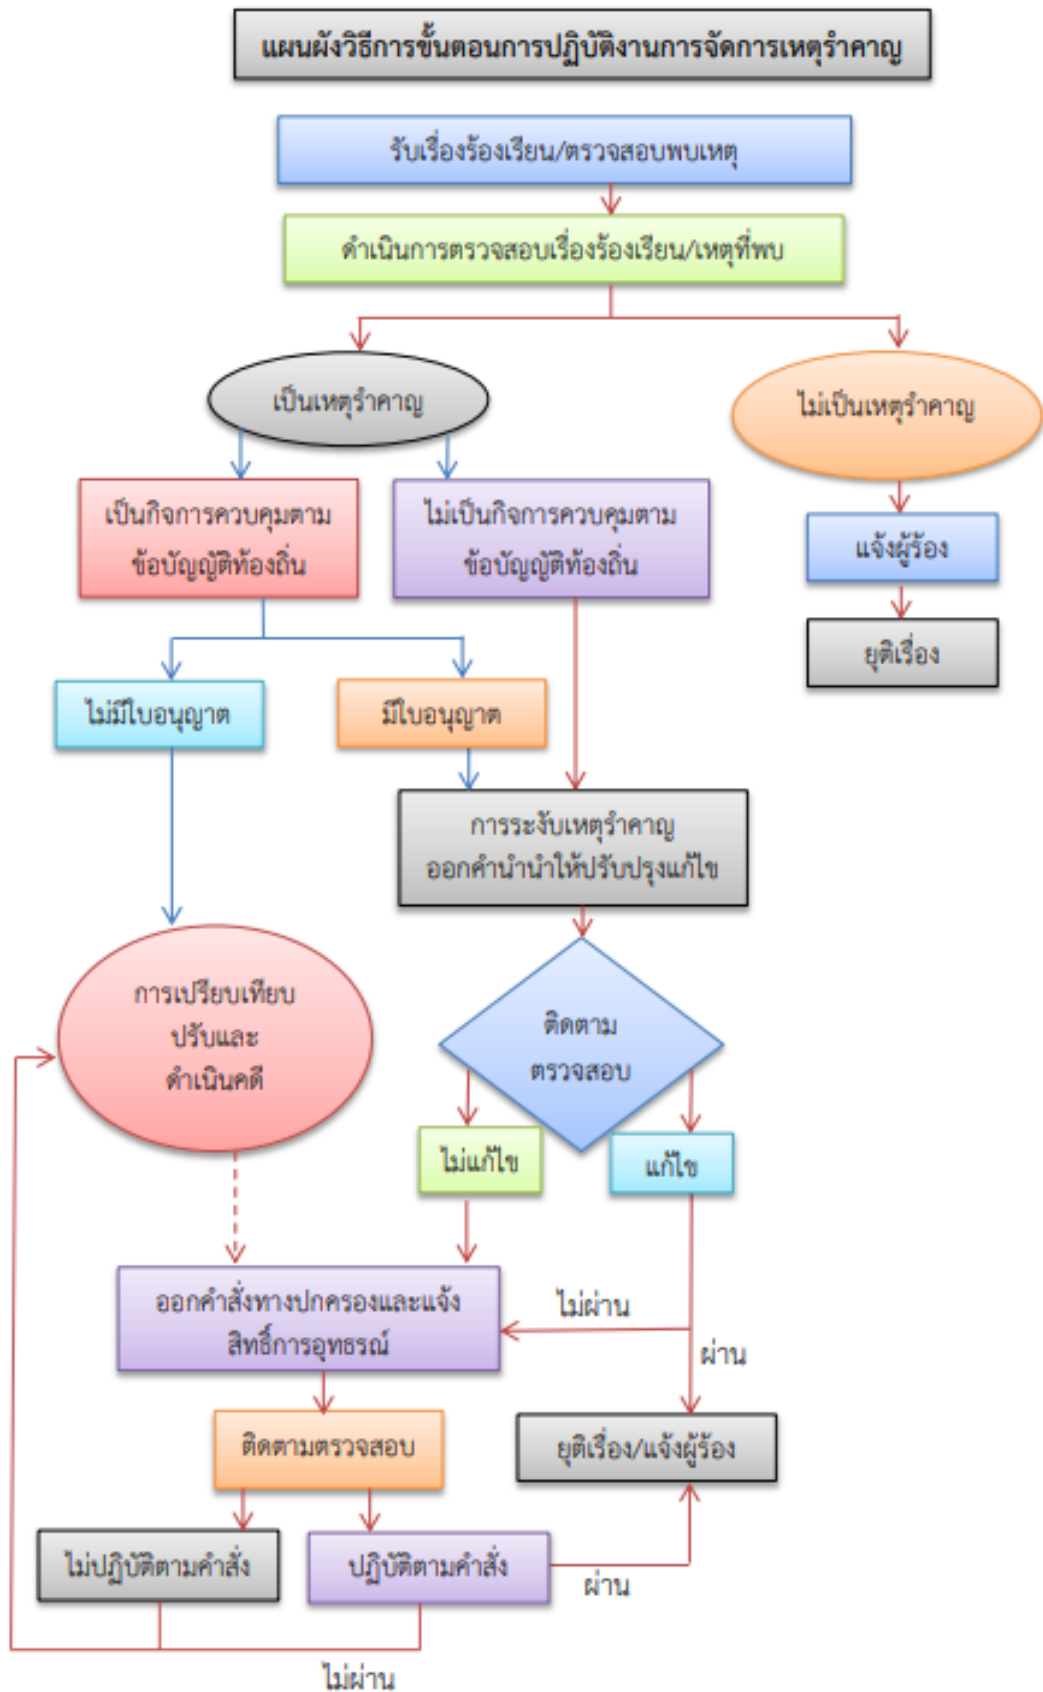 แผนผังวิธีการขั้นตอนการปฏิบัติงานการจัดการเหตุรำคาญ
รับเรื่องร้องเรียน/ตรวจสอบพบเหตุ
ดำเนินการตรวจสอบเรื่องร้องเรียน/เหตุที่พบ
เป็นเหตุรำคาญ
ไม่เป็นเหตุรำคาญ
เป็นกิจการควบคุมตาม
ข้อบัญญัติท้องถิ่น
ไม่เป็นกิจการควบคุมตาม
ข้อบัญญัติท้องถิ่น
แจ้งผู้ร้อง
ยุติเรื่อง
ไม่มีใบอนุญาต
มีใบอนุญาต
การระงับเหตุรำคาญ
ออกคำนำนำให้ปรับปรุงแก้ไข
การเปรียบเทียบ
ปรับและ
ดำเนินคดี
ติดตาม
ตรวจสอบ
ไม่แก้ไข
แก้ไข
ออกคำสั่งทางปกครองและแจ้ง
สิทธิ์การอุทธรณ์
ไม่ผ่าน
ผ่าน
ติดตามตรวจสอบ
ยุติเรื่อง/แจ้งผู้ร้อง
ไม่ปฏิบัติตามคำสั่ง
ปฏิบัติตามคำสั่ง
ผ่าน
ไม่ผ่าน